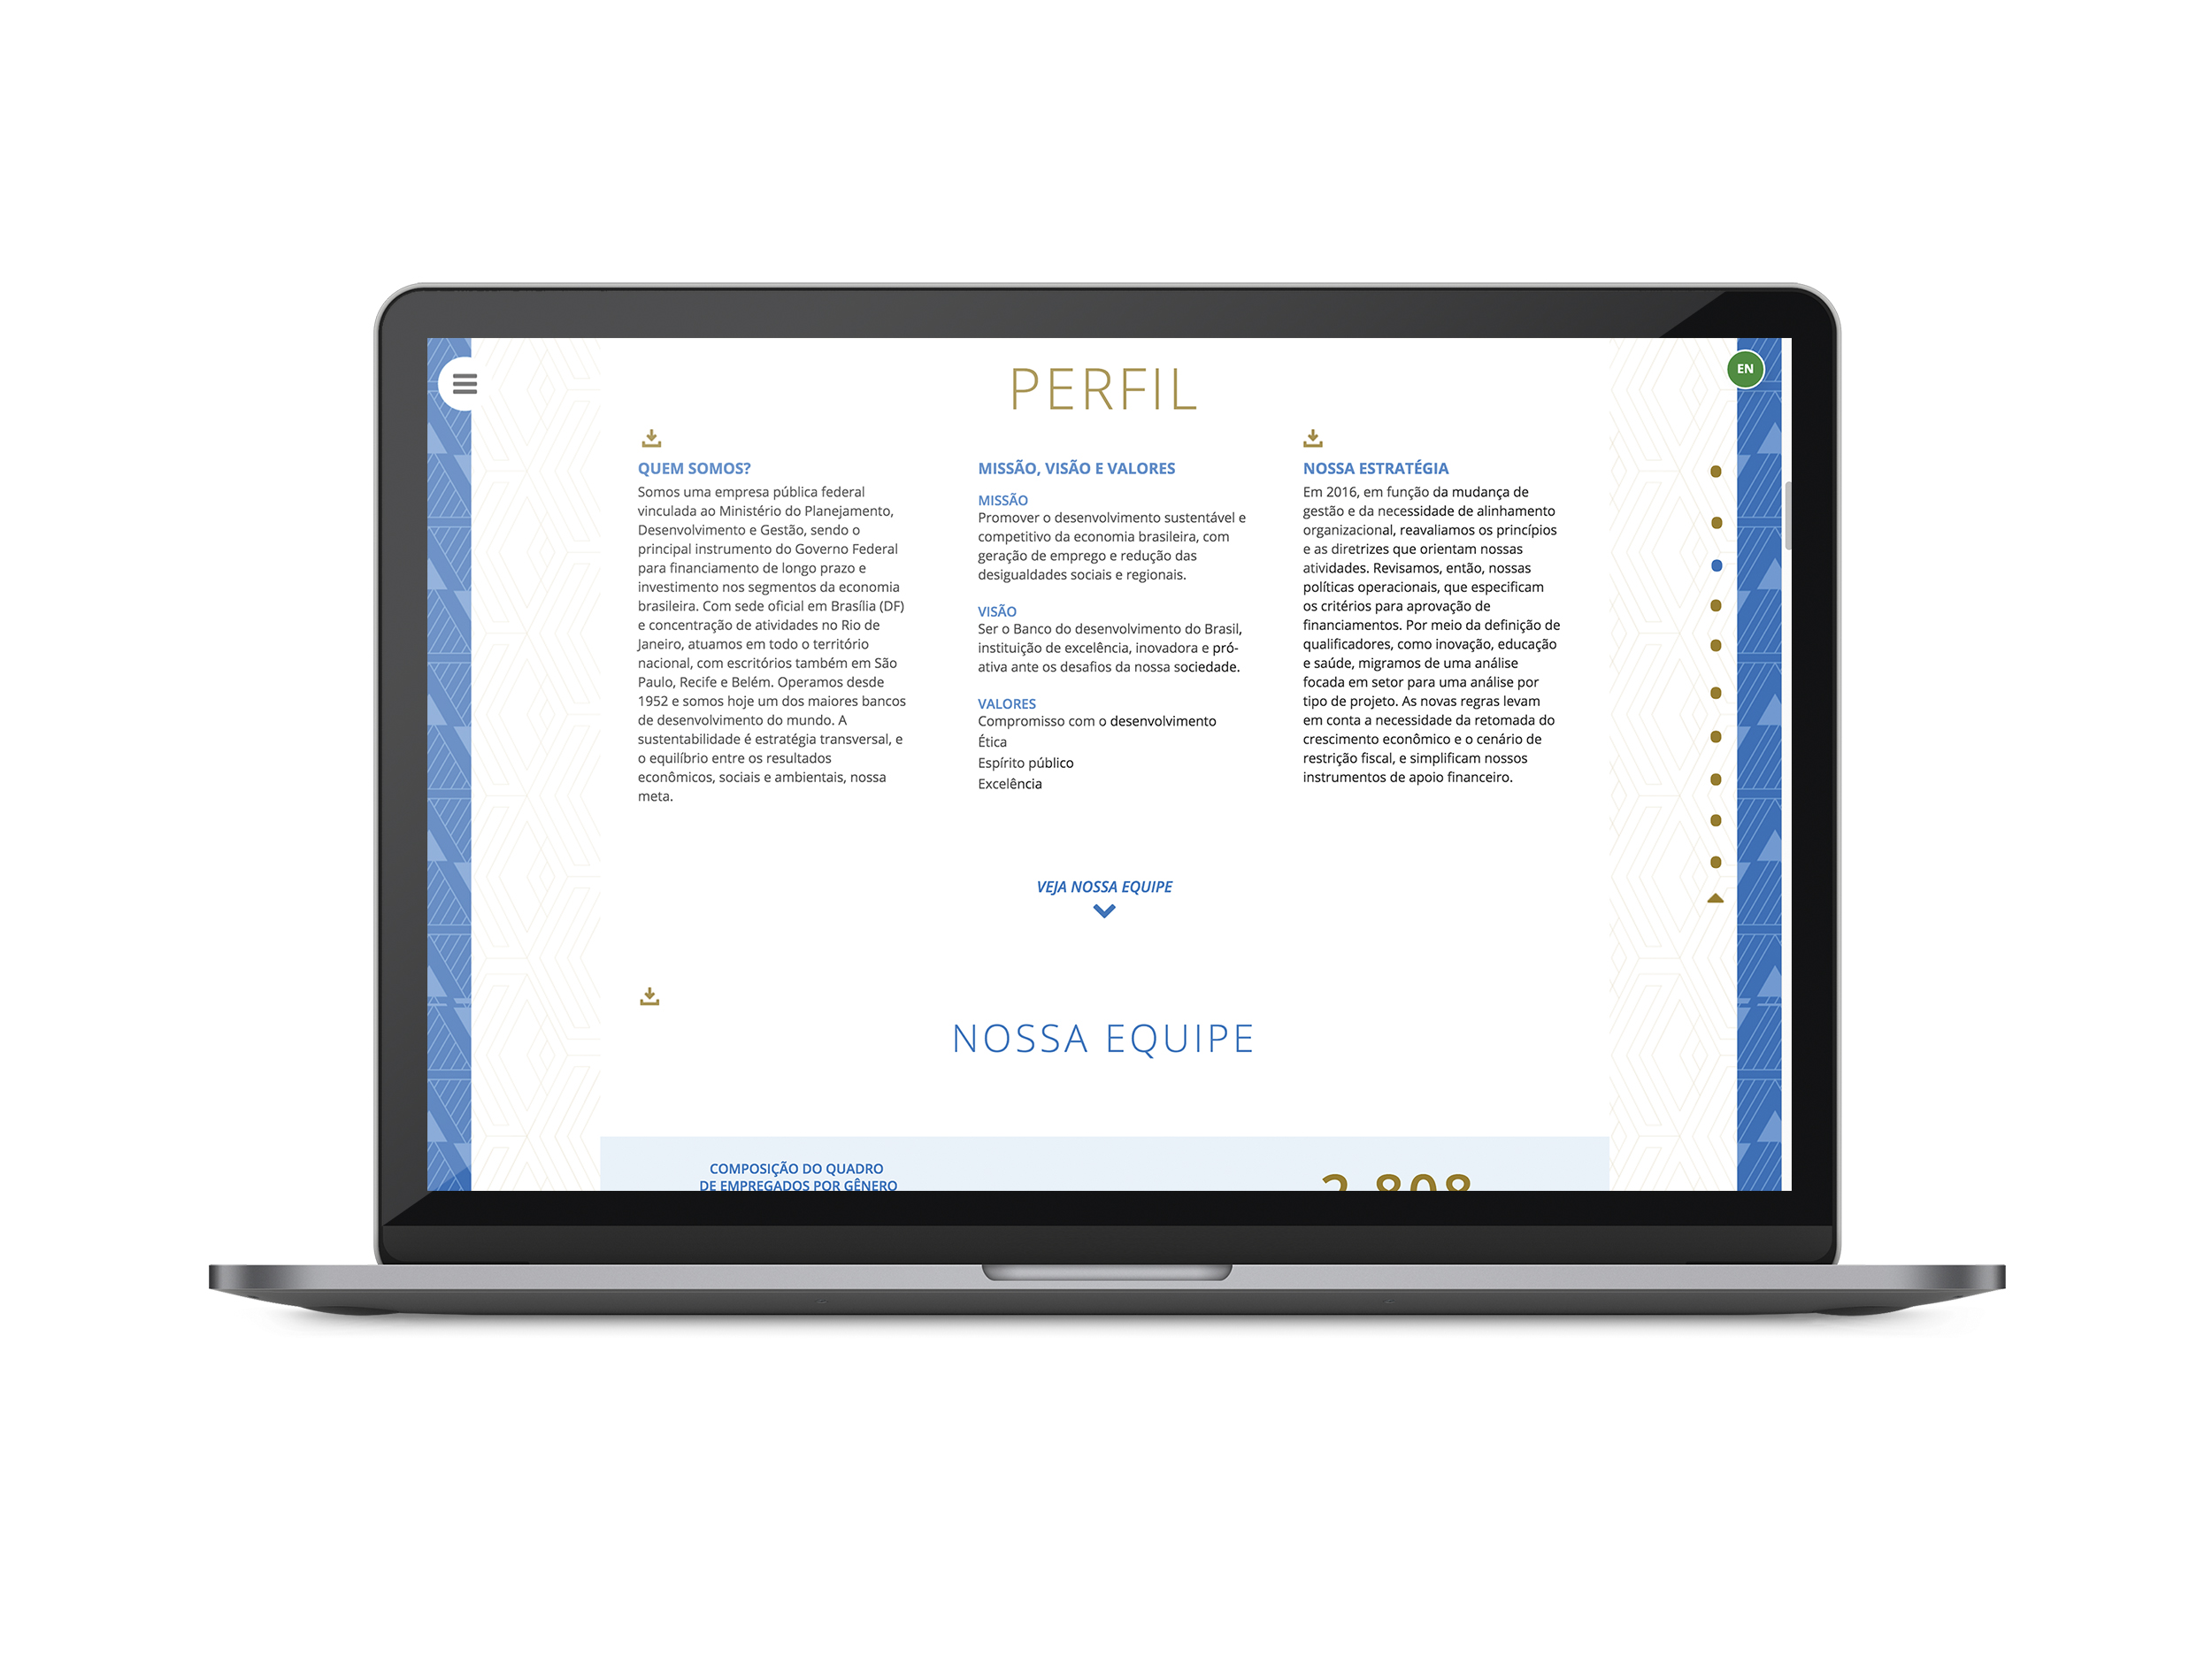 EN
PERFIL
QUEM SOMOS?
Somos uma empresa pública federal
vinculada ao Ministério do Planejamento,
Desenvolvimento e Gestão, sendo o
principal instrumento do Governo Federal
para financiamento de longo prazo e
investimento nos segmentos da economia
brasileira. Com sede oficial em Brasília (DF)
e concentração de atividades no Rio de
Janeiro, atuamos em todo o território
nacional, com escritórios também em São
Paulo, Recife e Belém. Operamos desde
1952 e somos hoje um dos maiores bancos
de desenvolvimento do mundo. A
sustentabilidade é estratégia transversal, e
o equilíbrio entre os resultados
econômicos, sociais e ambientais, nossa
meta.
MISSÃO, VISÃO E VALORES
MISSÃO
Promover o desenvolvimento sustentável e
competitivo da economia brasileira, com
geração de emprego e redução das
desigualdades sociais e regionais.
VISÃO
Ser o Banco do desenvolvimento do Brasil,
instituição de excelência, inovadora e pró-
ativa ante os desafios da nossa sociedade.
VALORES
Compromisso com o desenvolvimento
Ética
Espírito público
Excelência
NOSSA ESTRATÉGIA
Em 2016, em função da mudança de
gestão e da necessidade de alinhamento
organizacional, reavaliamos os princípios
e as diretrizes que orientam nossas
atividades. Revisamos, então, nossas
políticas operacionais, que especificam
os critérios para aprovação de
financiamentos. Por meio da definição de
qualificadores, como inovação, educação
e saúde, migramos de uma análise
focada em setor para uma análise por
tipo de projeto. As novas regras levam
em conta a necessidade da retomada do
crescimento econômico e o cenário de
restrição fiscal, e simplificam nossos
instrumentos de apoio financeiro.
VEJA NOSSA EQUIPE
NOSSA EQUIPE
COMPOSIÇÃO DO QUADRO
DE EMPREGADOS POR GÊNERO